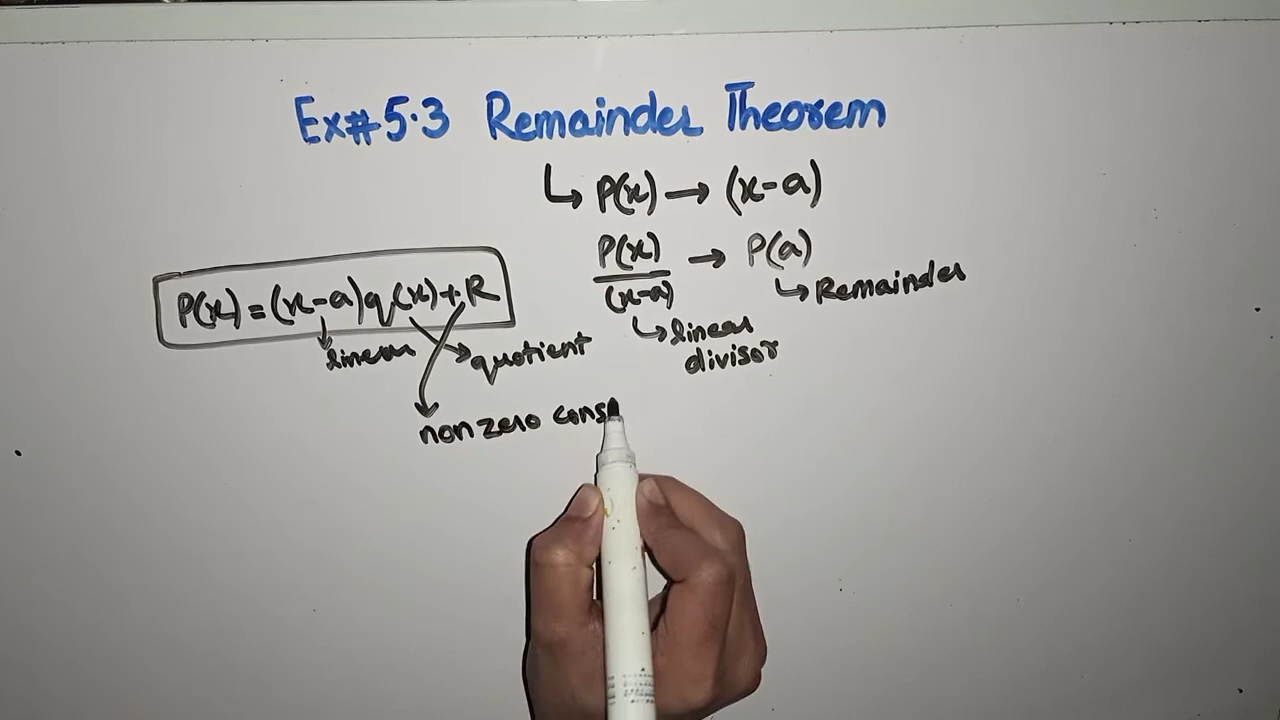 Ex#5.3 Remainder Theorem
↳ P(x) → (x-a)
P(x)/(x-a) → P(a)
↳ Remainder
↳ linear divisor
P(x) = (x-a)q(x)+R
linear
quotient
non zero cons